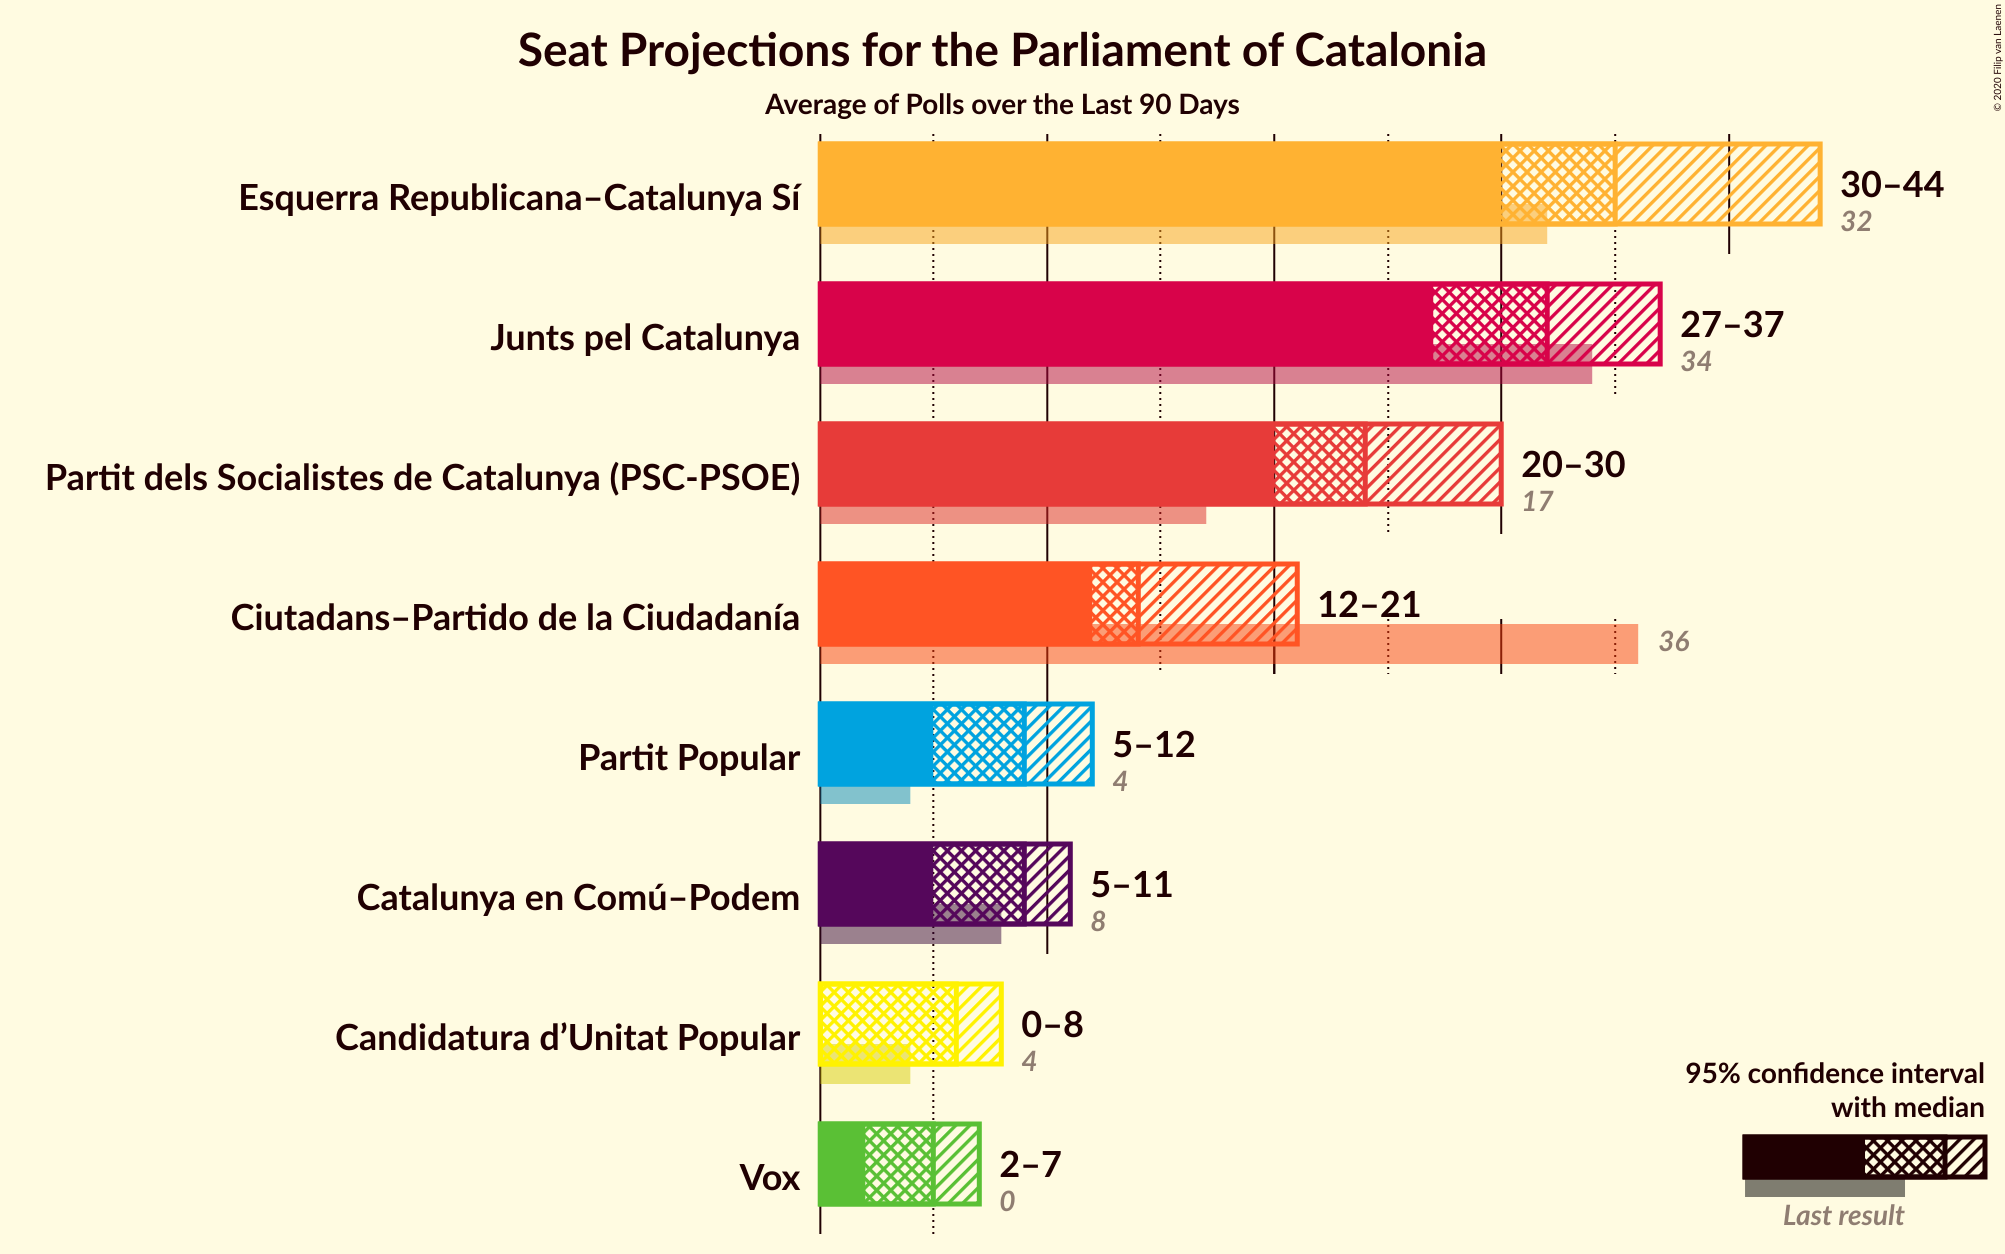 Seat Projections for the Parliament of Catalonia
Average of Polls over the Last 90 Days
© 2020 Filip van Laenen
Esquerra Republicana–Catalunya Sí
30–44
32
Junts pel Catalunya
27–37
34
Partit dels Socialistes de Catalunya (PSC-PSOE)
20–30
17
Ciutadans–Partido de la Ciudadanía
12–21
36
Partit Popular
5–12
4
Catalunya en Comú–Podem
5–11
8
Candidatura d’Unitat Popular
0–8
4
Vox
2–7
0
95% confidence interval
with median
Last result